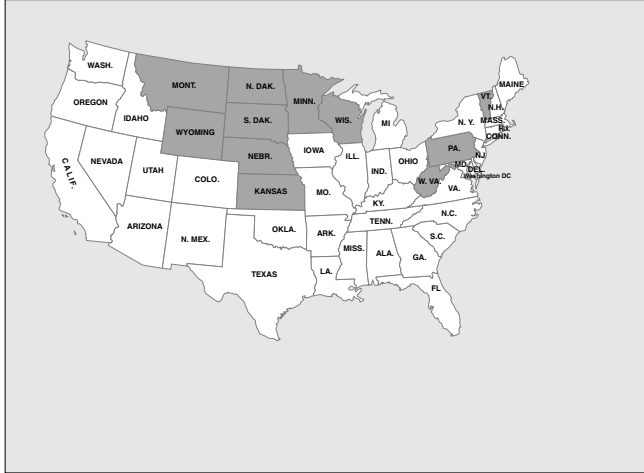 WASH.
MONT.
N. DAK.
MINN.
MAINE
VT.
N.H.
OREGON
IDAHO
WYOMING
S. DAK.
WIS.
MI
N. Y.
MASS.
R.I.
CONN.
NEVADA
UTAH
COLO.
NEBR.
IOWA
ILL.
IND.
OHIO
PA.
NJ
MD.
DEL.
Washington DC
CALIF.
KANSAS
MO.
KY.
W. VA.
VA.
ARIZONA
N. MEX.
OKLA.
ARK.
TENN.
N.C.
S.C.
TEXAS
LA.
MISS.
ALA.
GA.
FL